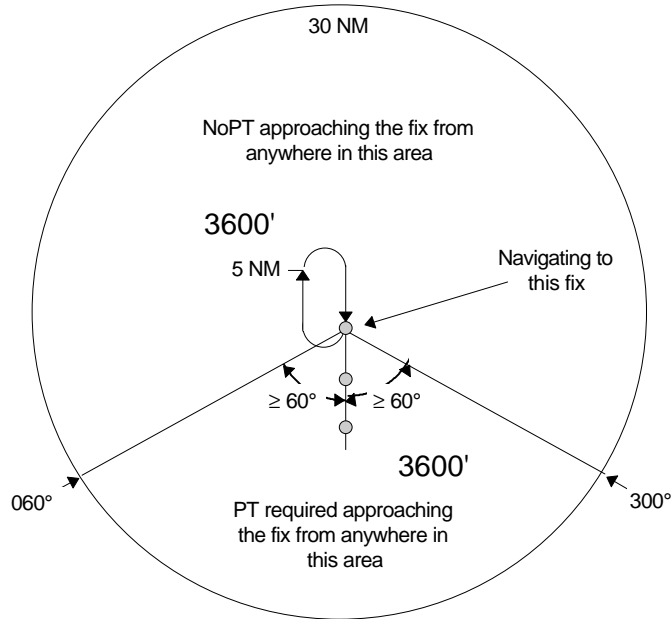 30 NM
NoPT approaching the fix from
anywhere in this area
3600'
5 NM
Navigating to
this fix
≥ 60°
≥ 60°
3600'
060°
300°
PT required approaching
the fix from anywhere in
this area